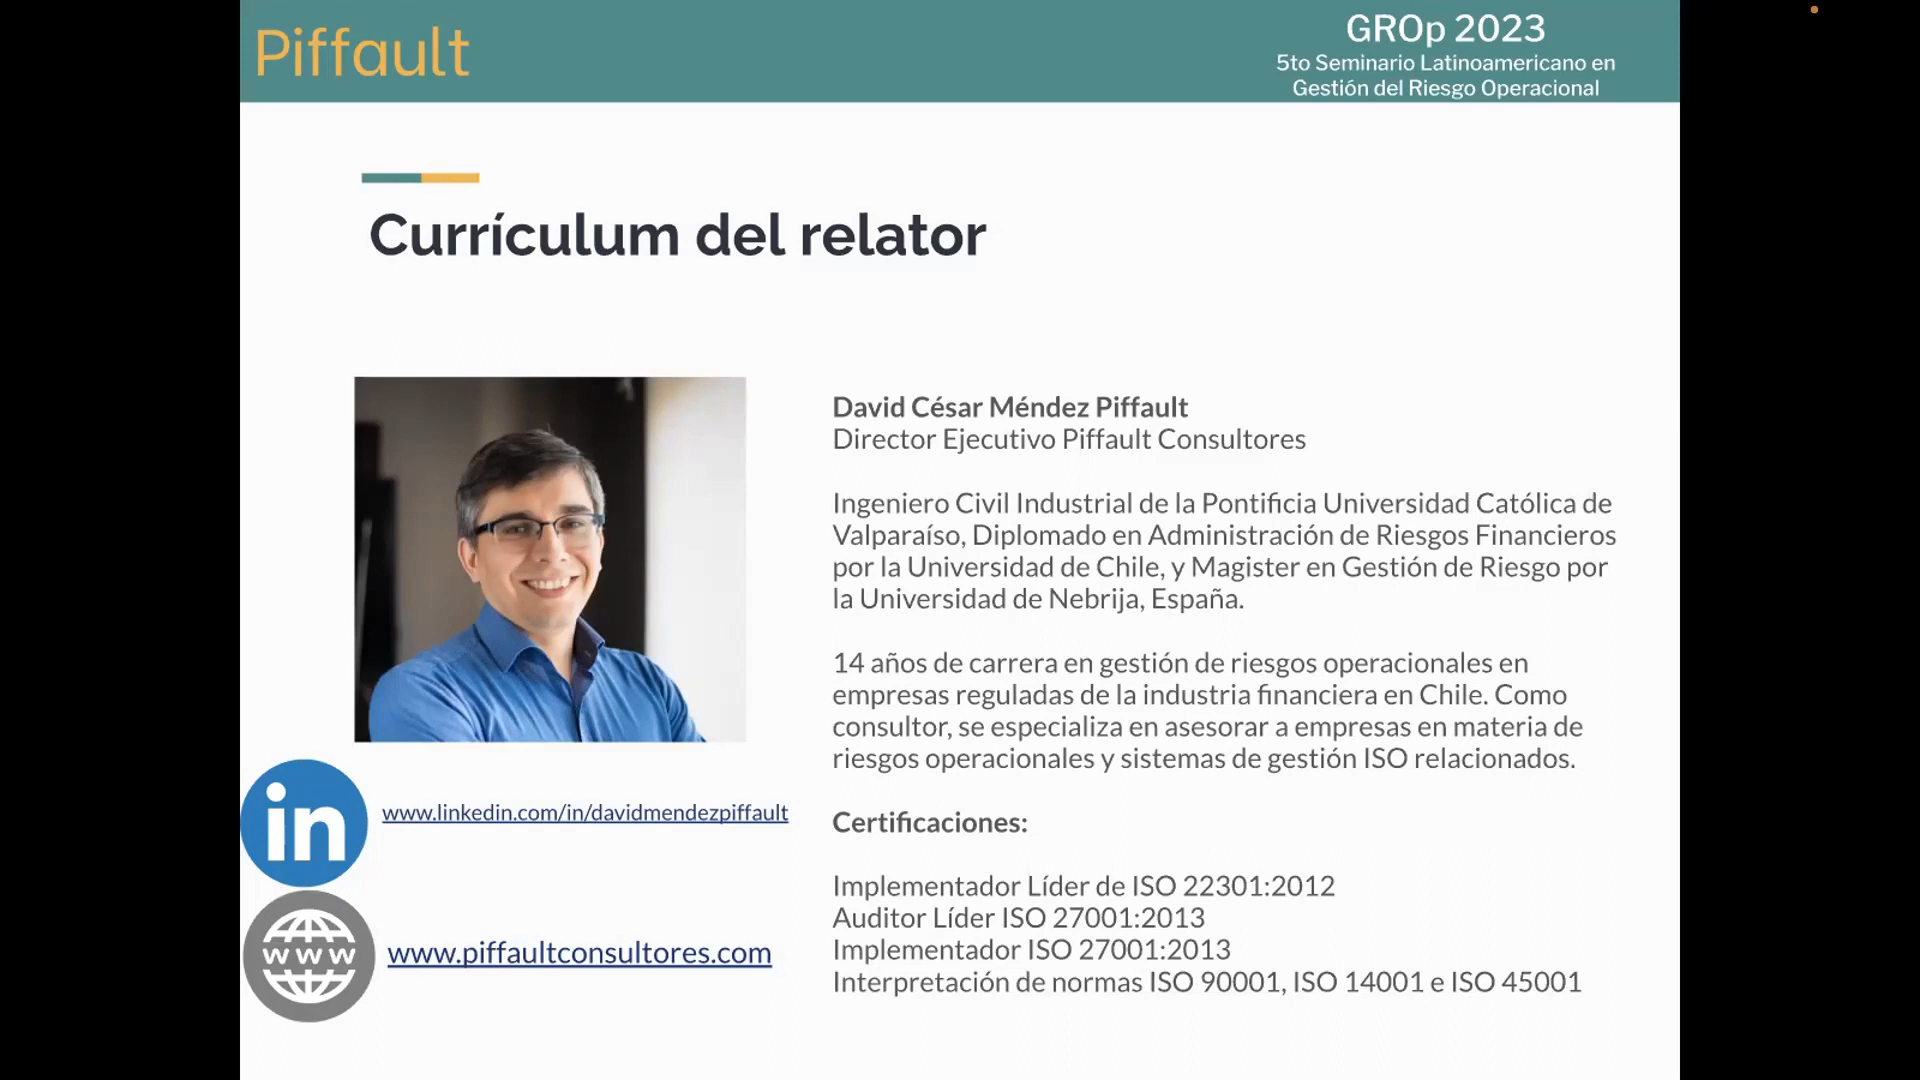 Piffault
GROp 2023
5to Seminario Latinoamericano en
Gestión del Riesgo Operacional
Currículum del relator
David César Méndez Piffault
Director Ejecutivo Piffault Consultores
Ingeniero Civil Industrial de la Pontificia Universidad Católica de
Valparaíso, Diplomado en Administración de Riesgos Financieros
por la Universidad de Chile, y Magister en Gestión de Riesgo por
la Universidad de Nebrija, España.
14 años de carrera en gestión de riesgos operacionales en
empresas reguladas de la industria financiera en Chile. Como
consultor, se especializa en asesorar a empresas en materia de
riesgos operacionales y sistemas de gestión ISO relacionados.
Certificaciones:
Implementador Líder de ISO 22301:2012
Auditor Líder ISO 27001:2013
Implementador ISO 27001:2013
Interpretación de normas ISO 90001, ISO 14001 e ISO 45001
in
www.linkedin.com/in/davidmendezpiffault
www
www.piffaultconsultores.com